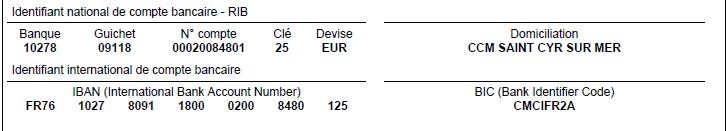 Identifiant national de compte bancaire - RIB
Banque Guichet N° compte Clé Devise Domiciliation
10278 09118 00020084801 25 EUR CCM SAINT CYR SUR MER
Identifiant international de compte bancaire
IBAN (International Bank Account Number) BIC (Bank Identifier Code)
FR76 1027 8091 1800 0200 8480 125 CMCIFR2A